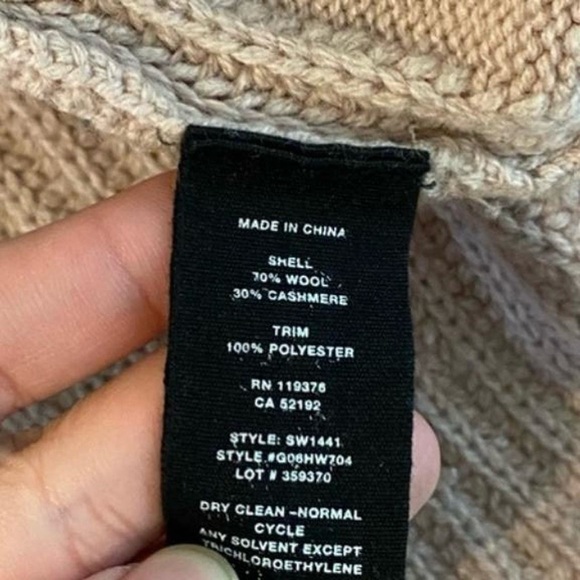 MADE IN CHINA
SHELL
70% WOOL
30% CASHMERE
TRIM
100% POLYESTER
RN 119376
CA 52192
STYLE: SW1441
STYLE #G06HW704
LOT # 359370
DRY CLEAN -NORMAL
CYCLE
ANY SOLVENT EXCEPT
TRICHLOROETHYLENE